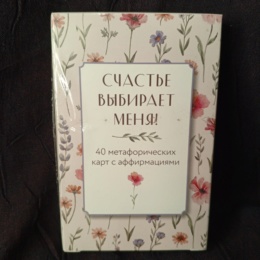 СЧАСТЬЕ
ВЫБИРАЕТ
МЕНЯ!
40 метафорических
карт с аффирмациями